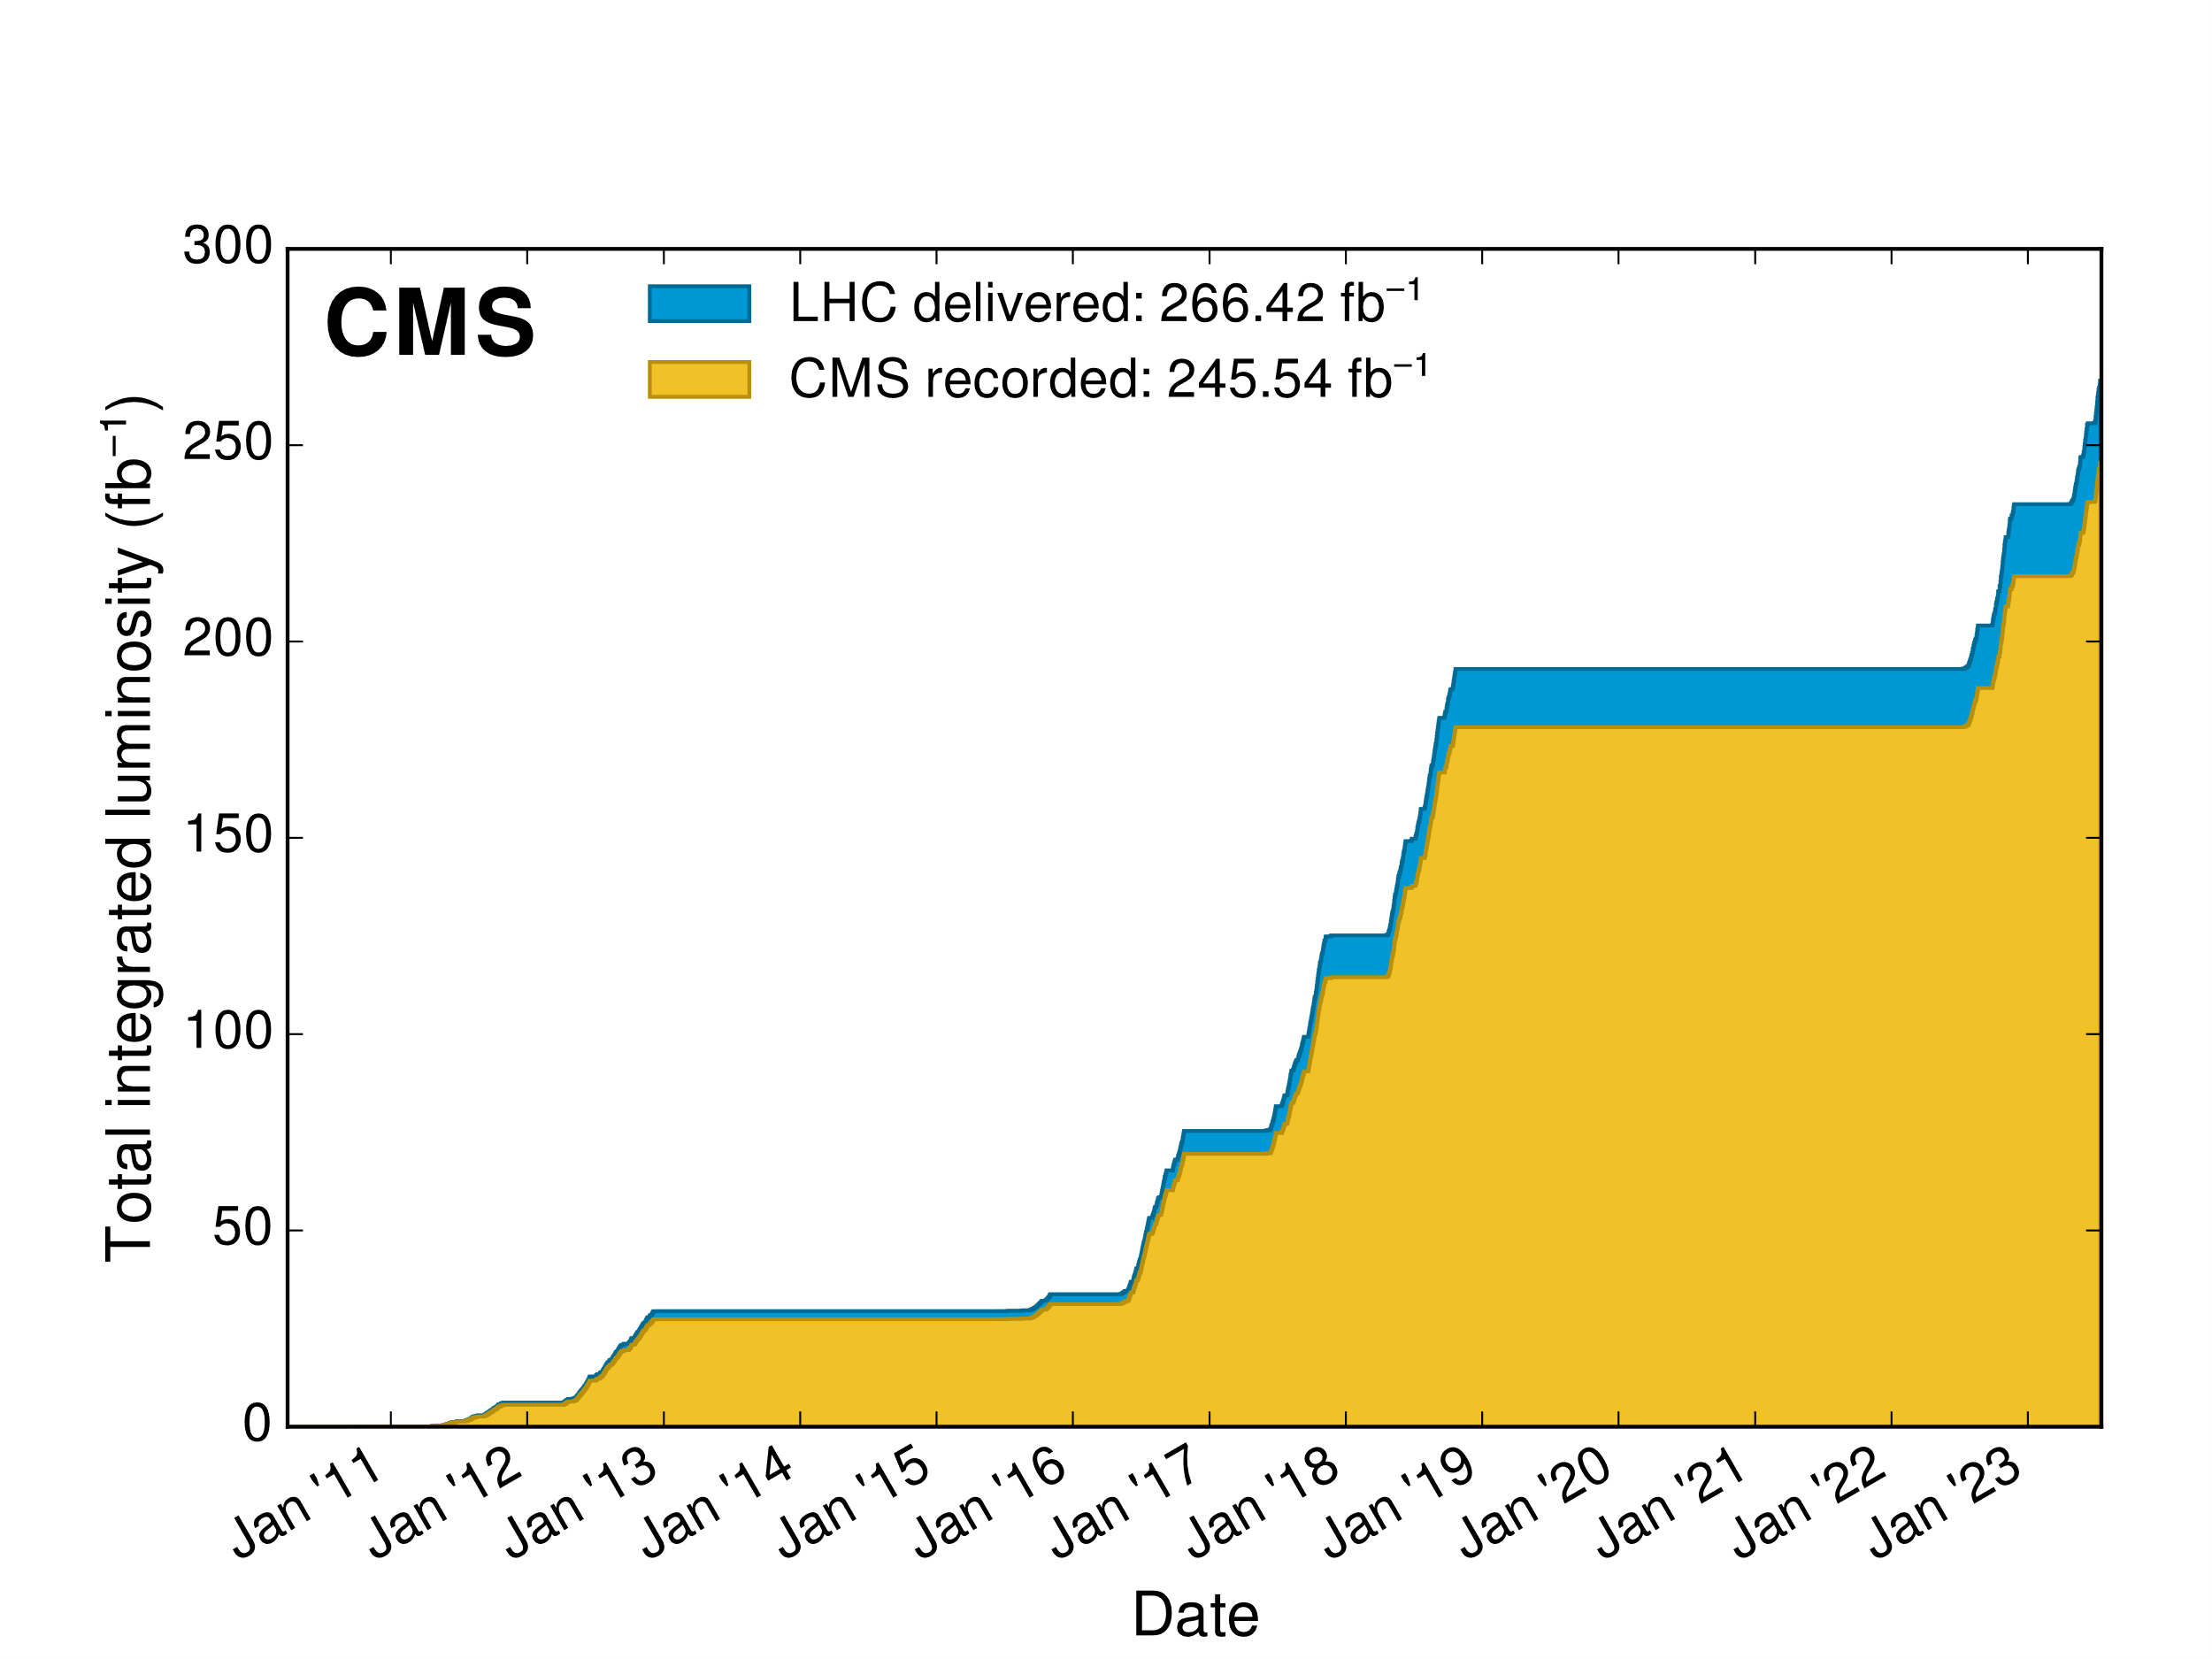 CMS
LHC delivered: 266.42 fb⁻¹
CMS recorded: 245.54 fb⁻¹
Total integrated luminosity (fb⁻¹)
300
250
200
150
100
50
0
Jan '11
Jan '12
Jan '13
Jan '14
Jan '15
Jan '16
Jan '17
Jan '18
Jan '19
Jan '20
Jan '21
Jan '22
Jan '23
Date